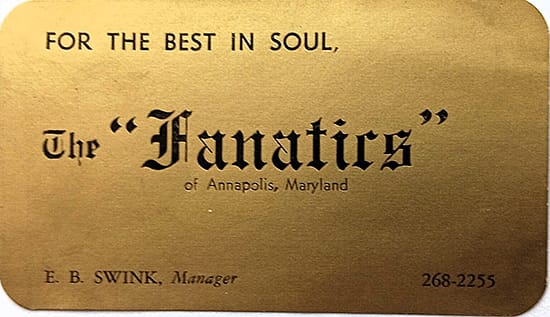 FOR THE BEST IN SOUL,
The “Fanatics”
of Annapolis, Maryland
E. B. SWINK, Manager 268-2255